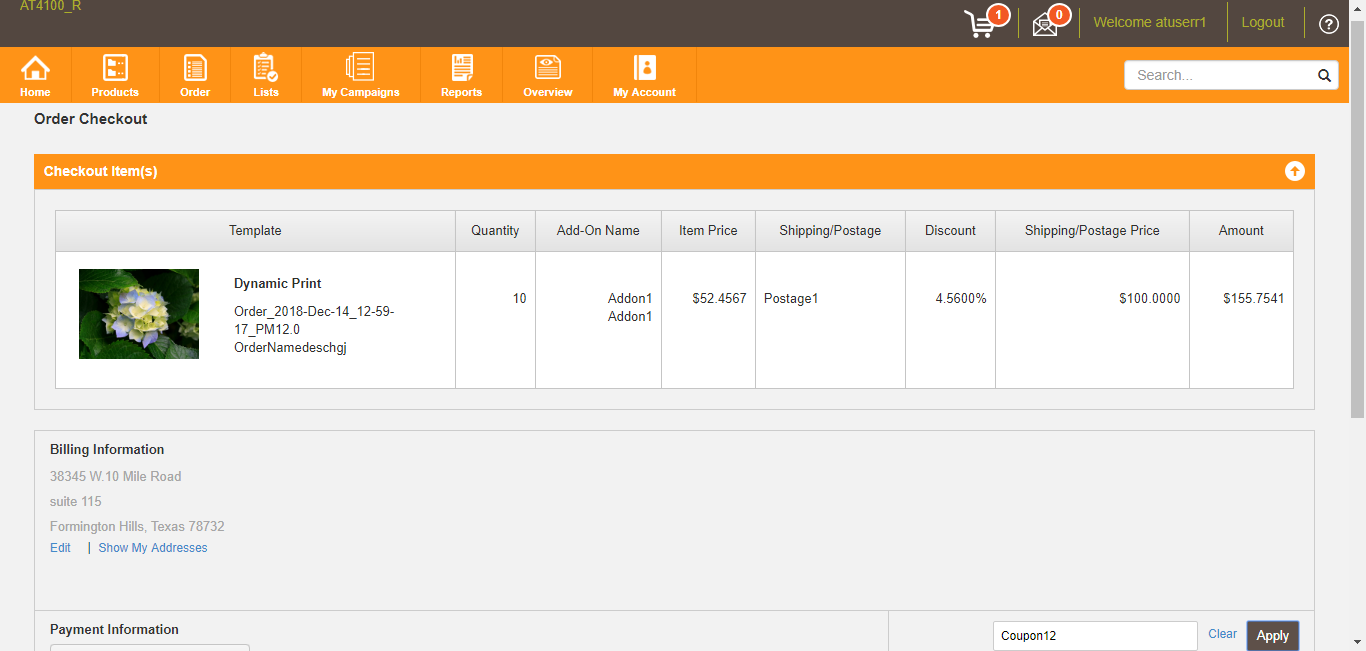 AT4100_R
1
0
Welcome atuserr1
Logout
?
Home
Products
Order
Lists
My Campaigns
Reports
Overview
My Account
Search...
Order Checkout
Checkout Item(s)
Template
Quantity
Add-On Name
Item Price
Shipping/Postage
Discount
Shipping/Postage Price
Amount
Dynamic Print
Order_2018-Dec-14_12-59-
17_PM12.0
OrderNamedeschgj
10
Addon1
Addon1
$52.4567
Postage1
4.5600%
$100.0000
$155.7541
Billing Information
38345 W.10 Mile Road
suite 115
Formington Hills, Texas 78732
Edit | Show My Addresses
Payment Information
Coupon12
Clear
Apply